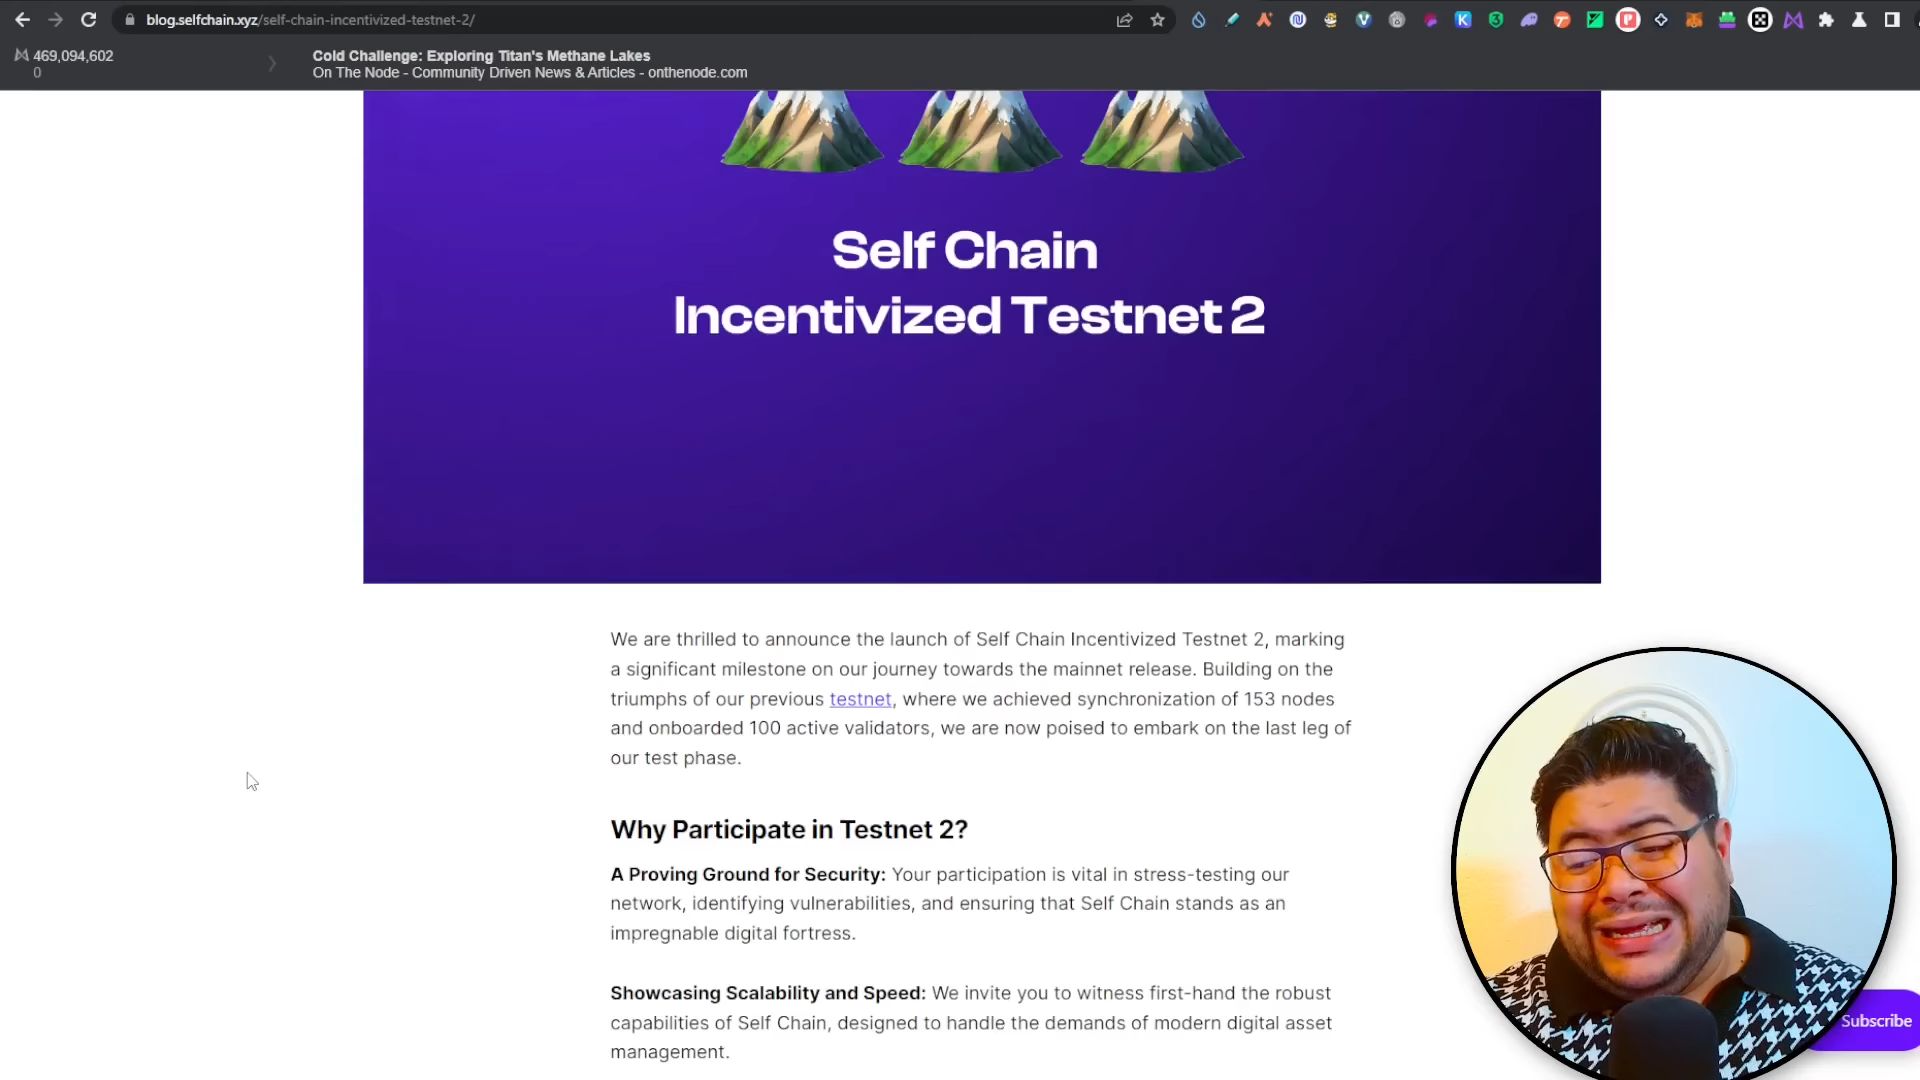 blog.selfchain.xyz/self-chain-incentivized-testnet-2/
469,094,602
0
Cold Challenge: Exploring Titan's Methane Lakes
On The Node - Community Driven News & Articles - onthenode.com
Self Chain
Incentivized Testnet 2
We are thrilled to announce the launch of Self Chain Incentivized Testnet 2, marking
a significant milestone on our journey towards the mainnet release. Building on the
triumphs of our previous testnet, where we achieved synchronization of 153 nodes
and onboarded 100 active validators, we are now poised to embark on the last leg of
our test phase.
Why Participate in Testnet 2?
A Proving Ground for Security: Your participation is vital in stress-testing our
network, identifying vulnerabilities, and ensuring that Self Chain stands as an
impregnable digital fortress.
Showcasing Scalability and Speed: We invite you to witness first-hand the robust
capabilities of Self Chain, designed to handle the demands of modern digital asset
management.
Subscribe